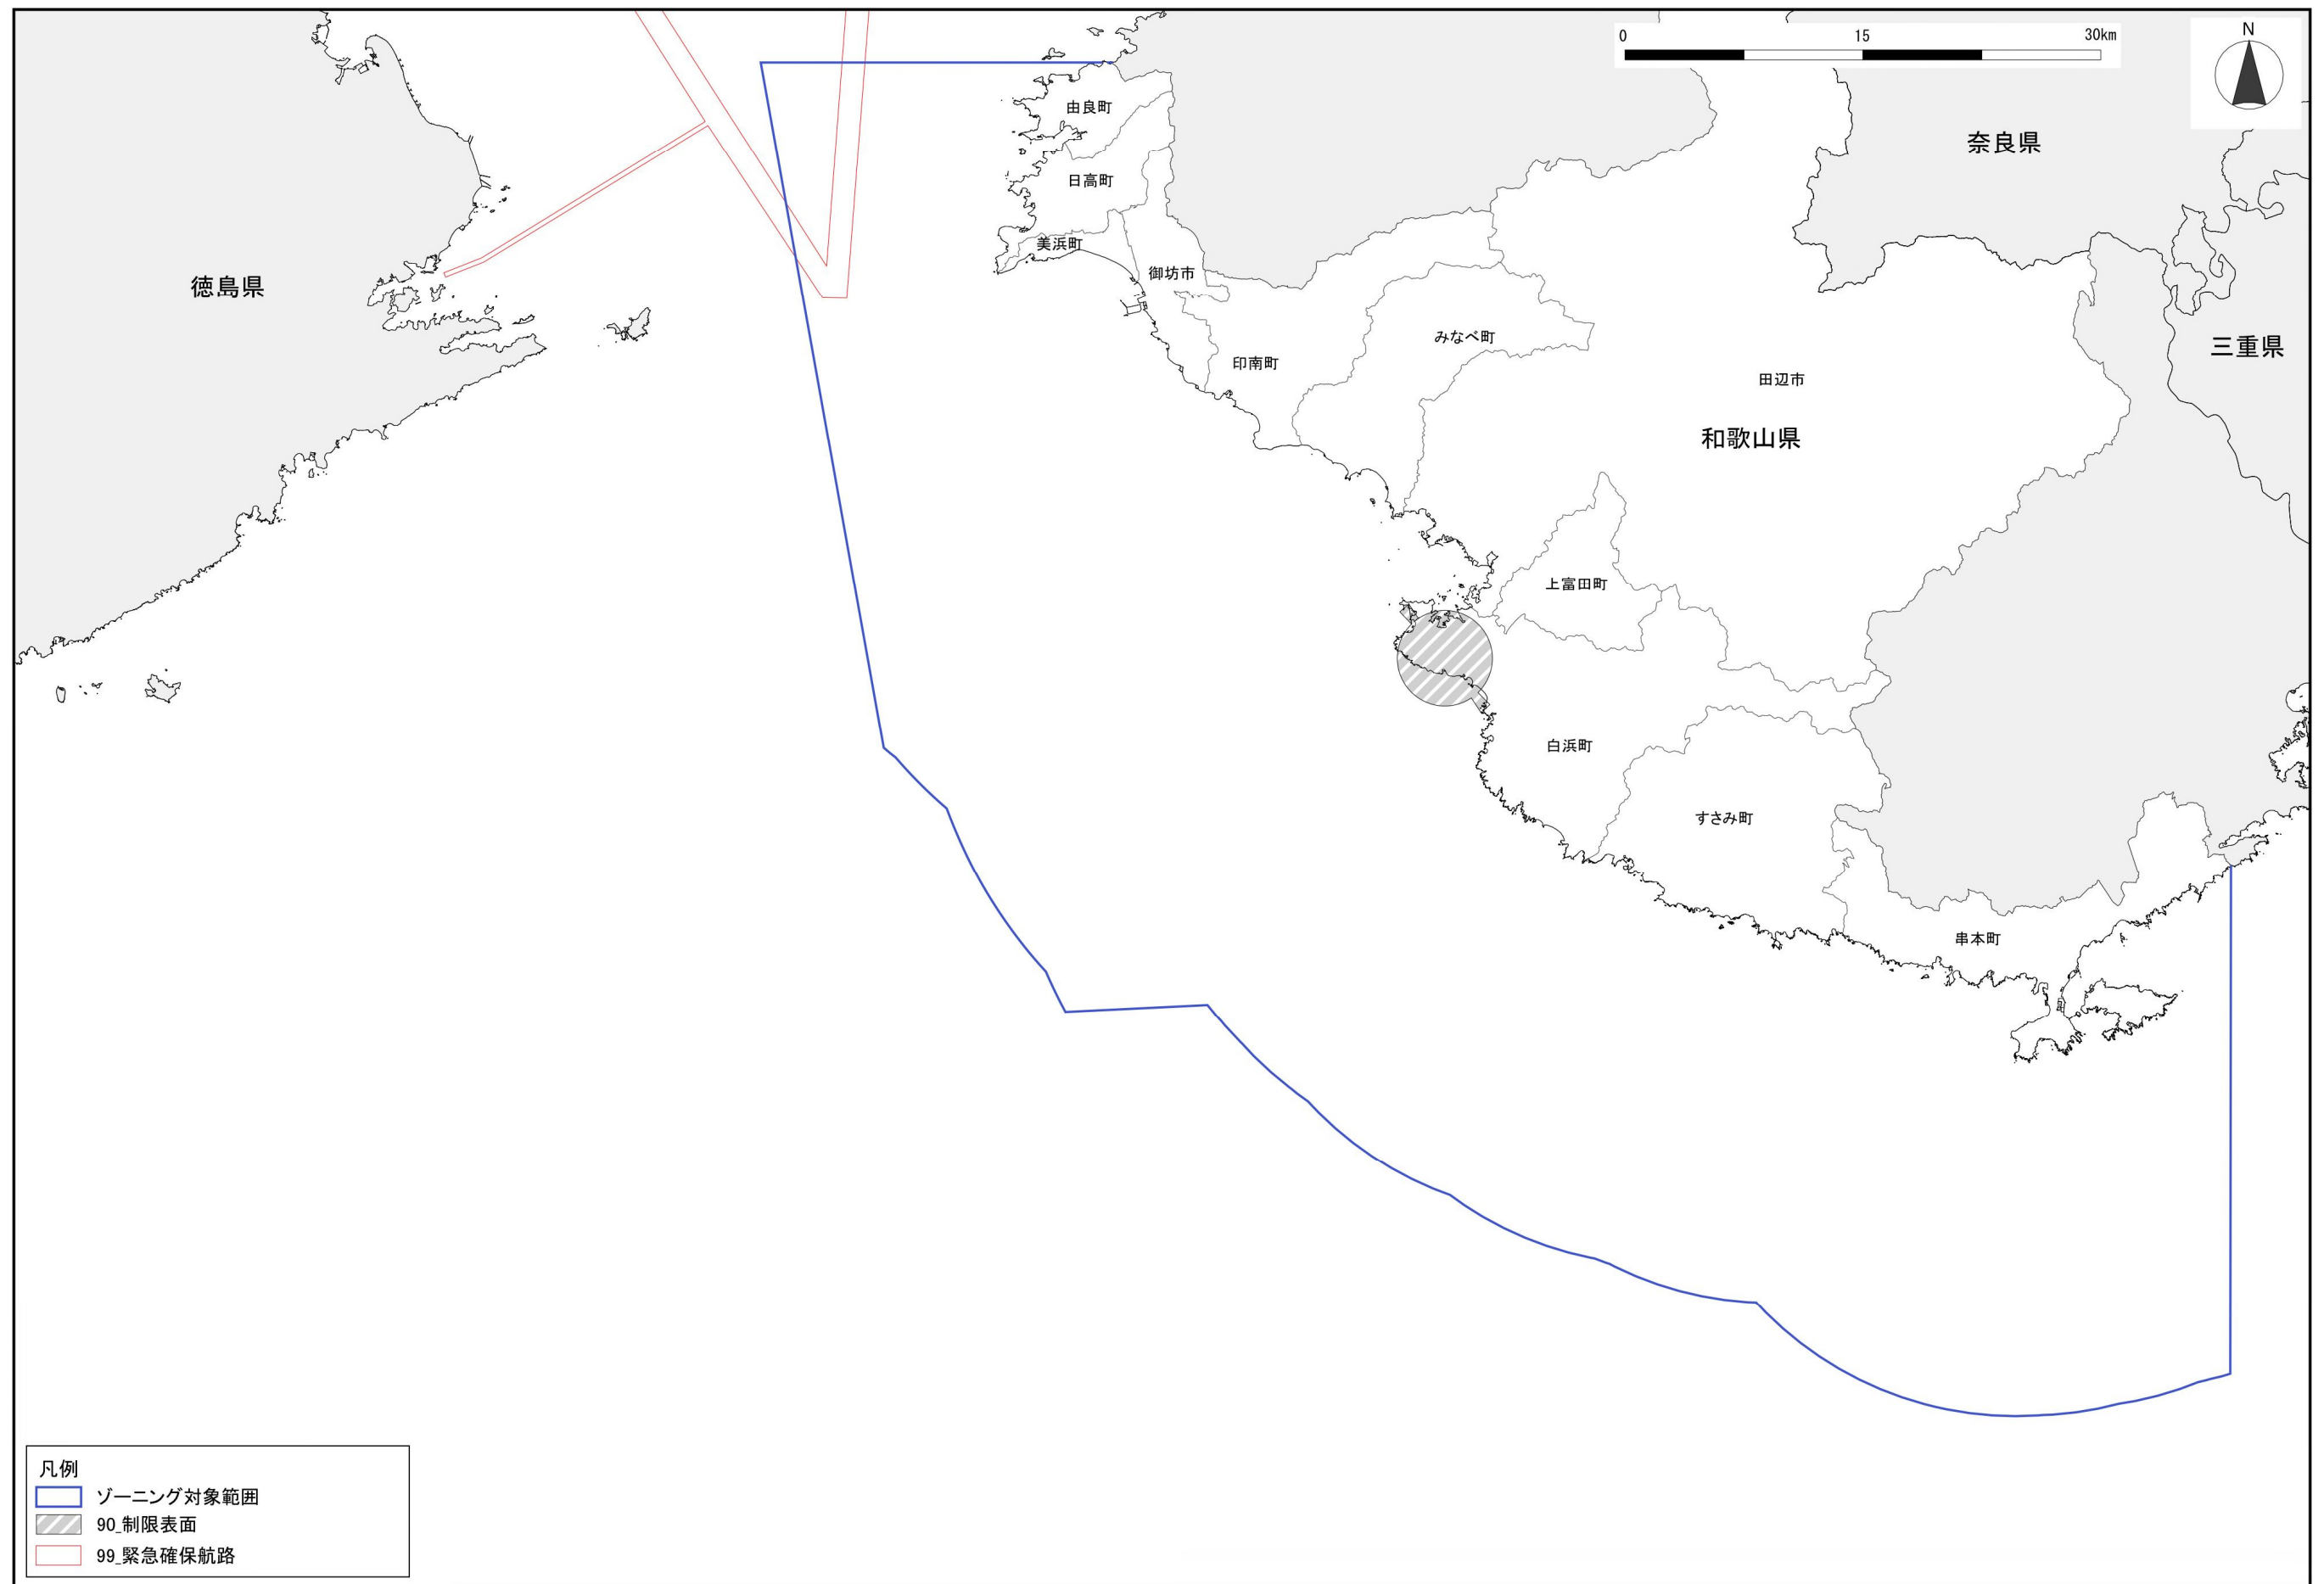 0 15 30km
N
由良町
奈良県
日高町
美浜町
御坊市
徳島県
みなべ町
三重県
印南町
田辺市
和歌山県
上富田町
白浜町
すさみ町
串本町
凡例
ゾーニング対象範囲
90_制限表面
99_緊急確保航路